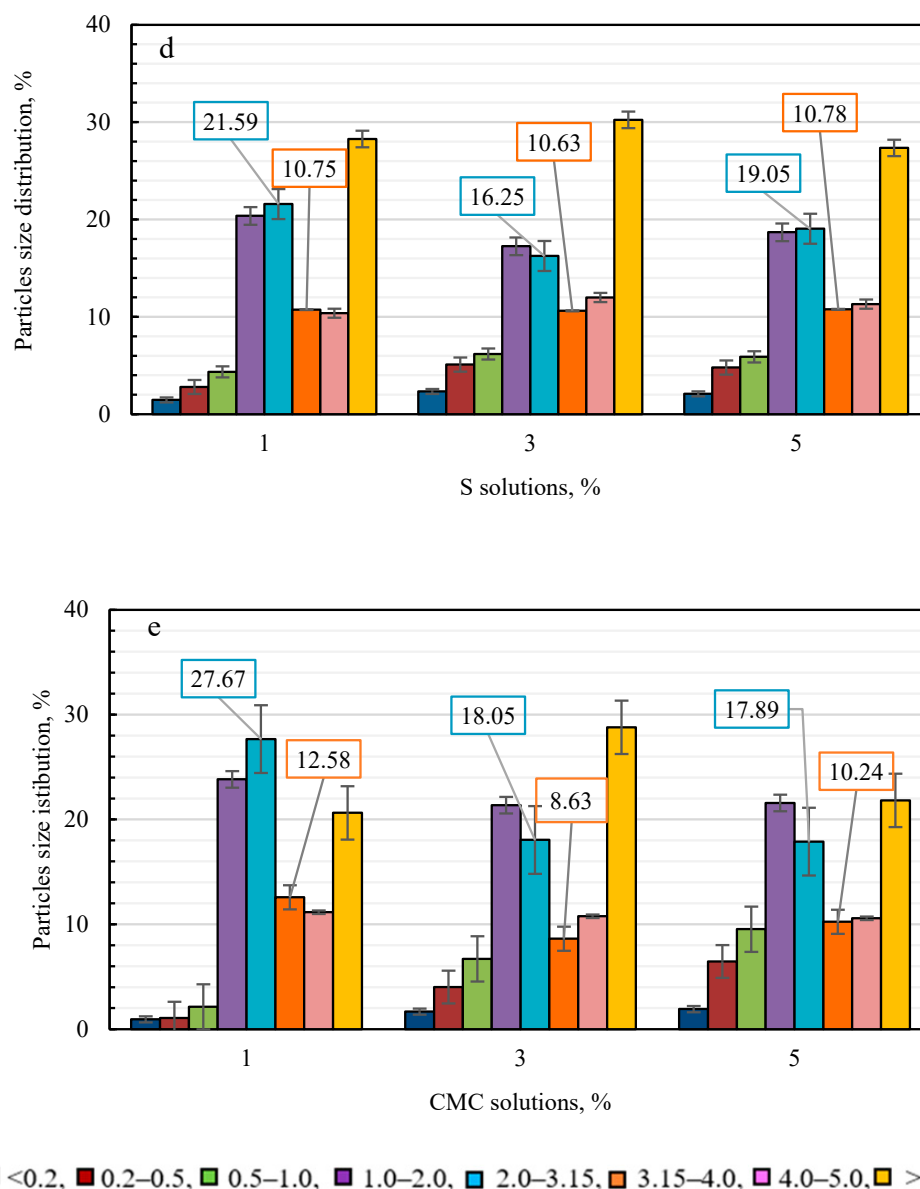 d
40
30
20
10
0
Particles size distribution, %
21.59
10.75
16.25
10.63
19.05
10.78
1 3 5
S solutions, %
e
40
30
20
10
0
Particles size istibution, %
27.67
12.58
18.05
8.63
17.89
10.24
1 3 5
CMC solutions, %
<0.2, 0.2–0.5, 0.5–1.0, 1.0–2.0, 2.0–3.15, 3.15–4.0, 4.0–5.0, >